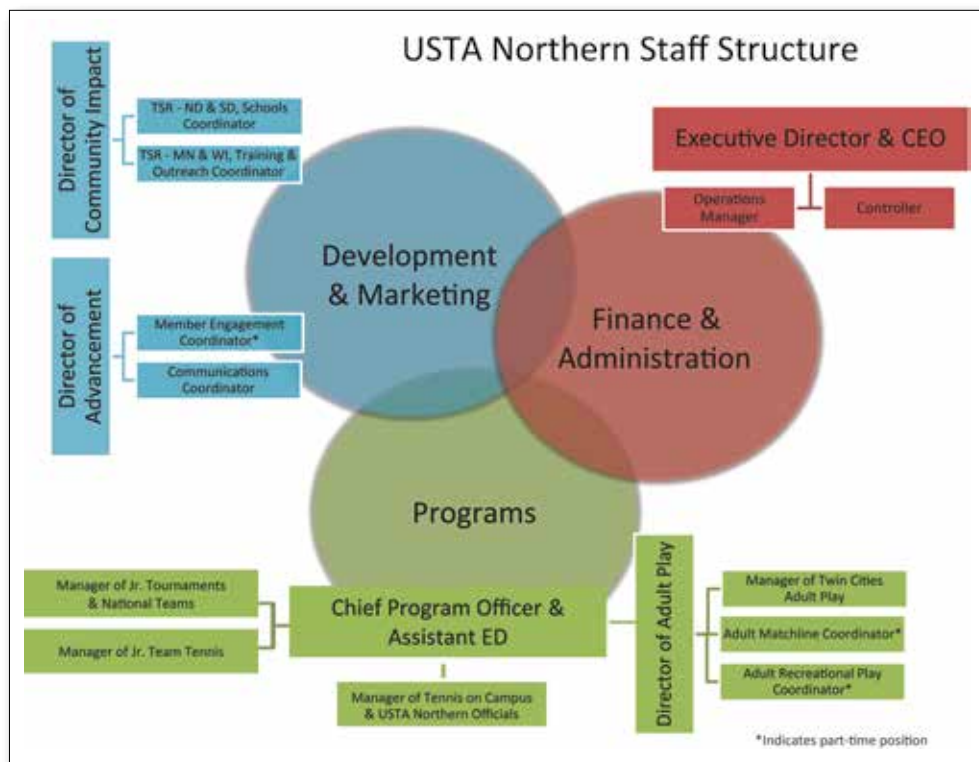 USTA Northern Staff Structure
Director of
Community Impact
TSR - ND & SD, Schools
Coordinator
TSR - MN & WI, Training &
Outreach Coordinator
Executive Director & CEO
Operations
Manager
Controller
Development
& Marketing
Finance &
Administration
Director of
Advancement
Member Engagement
Coordinator*
Communications
Coordinator
Programs
Manager of Jr. Tournaments
& National Teams
Manager of Jr. Team Tennis
Chief Program Officer &
Assistant ED
Manager of Tennis on Campus
& USTA Northern Officials
Director of Adult Play
Manager of Twin Cities
Adult Play
Adult Matchline Coordinator*
Adult Recreational Play
Coordinator*
*Indicates part-time position